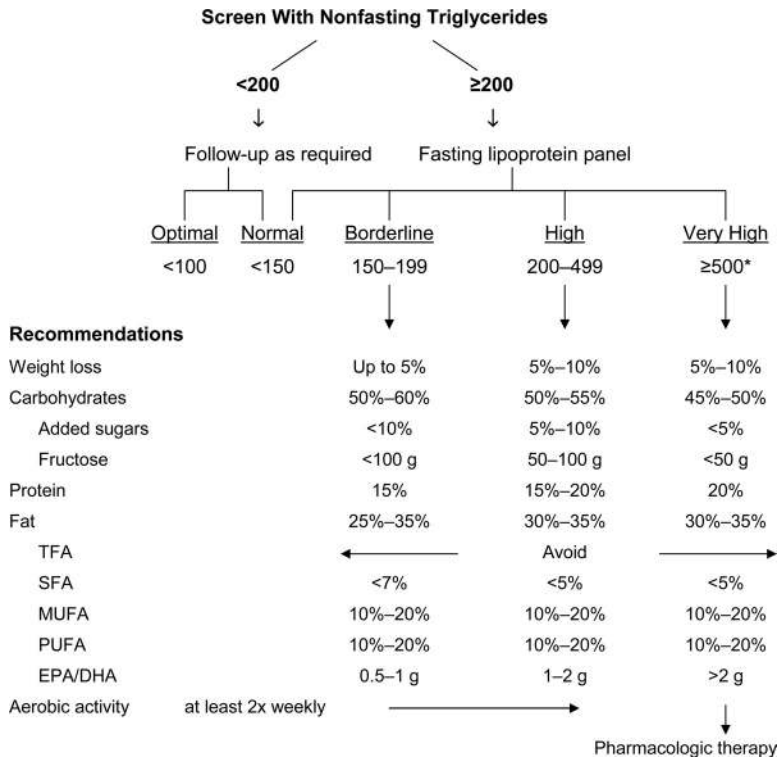 Screen With Nonfasting Triglycerides
<200 ≥200
Follow-up as required Fasting lipoprotein panel
Optimal Normal Borderline High Very High
<100 <150 150–199 200–499 ≥500*
Recommendations
Weight loss Up to 5% 5%–10% 5%–10%
Carbohydrates 50%–60% 50%–55% 45%–50%
Added sugars <10% 5%–10% <5%
Fructose <100 g 50–100 g <50 g
Protein 15% 15%–20% 20%
Fat 25%–35% 30%–35% 30%–35%
TFA Avoid
SFA <7% <5% <5%
MUFA 10%–20% 10%–20% 10%–20%
PUFA 10%–20% 10%–20% 10%–20%
EPA/DHA 0.5–1 g 1–2 g >2 g
Aerobic activity at least 2x weekly
Pharmacologic therapy